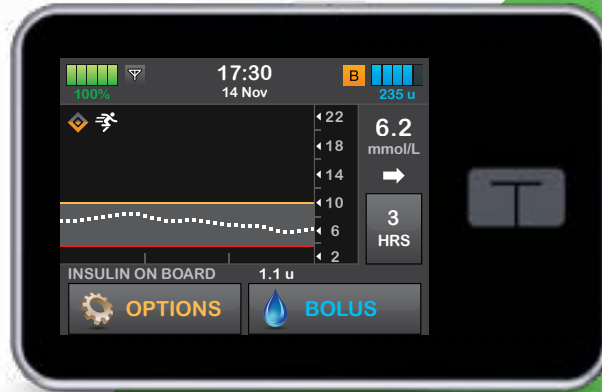 17:30
B
100%
14 Nov
235 u
22
6.2
18
mmol/L
14
10
3
6
HRS
2
INSULIN ON BOARD 1.1 u
OPTIONS
BOLUS